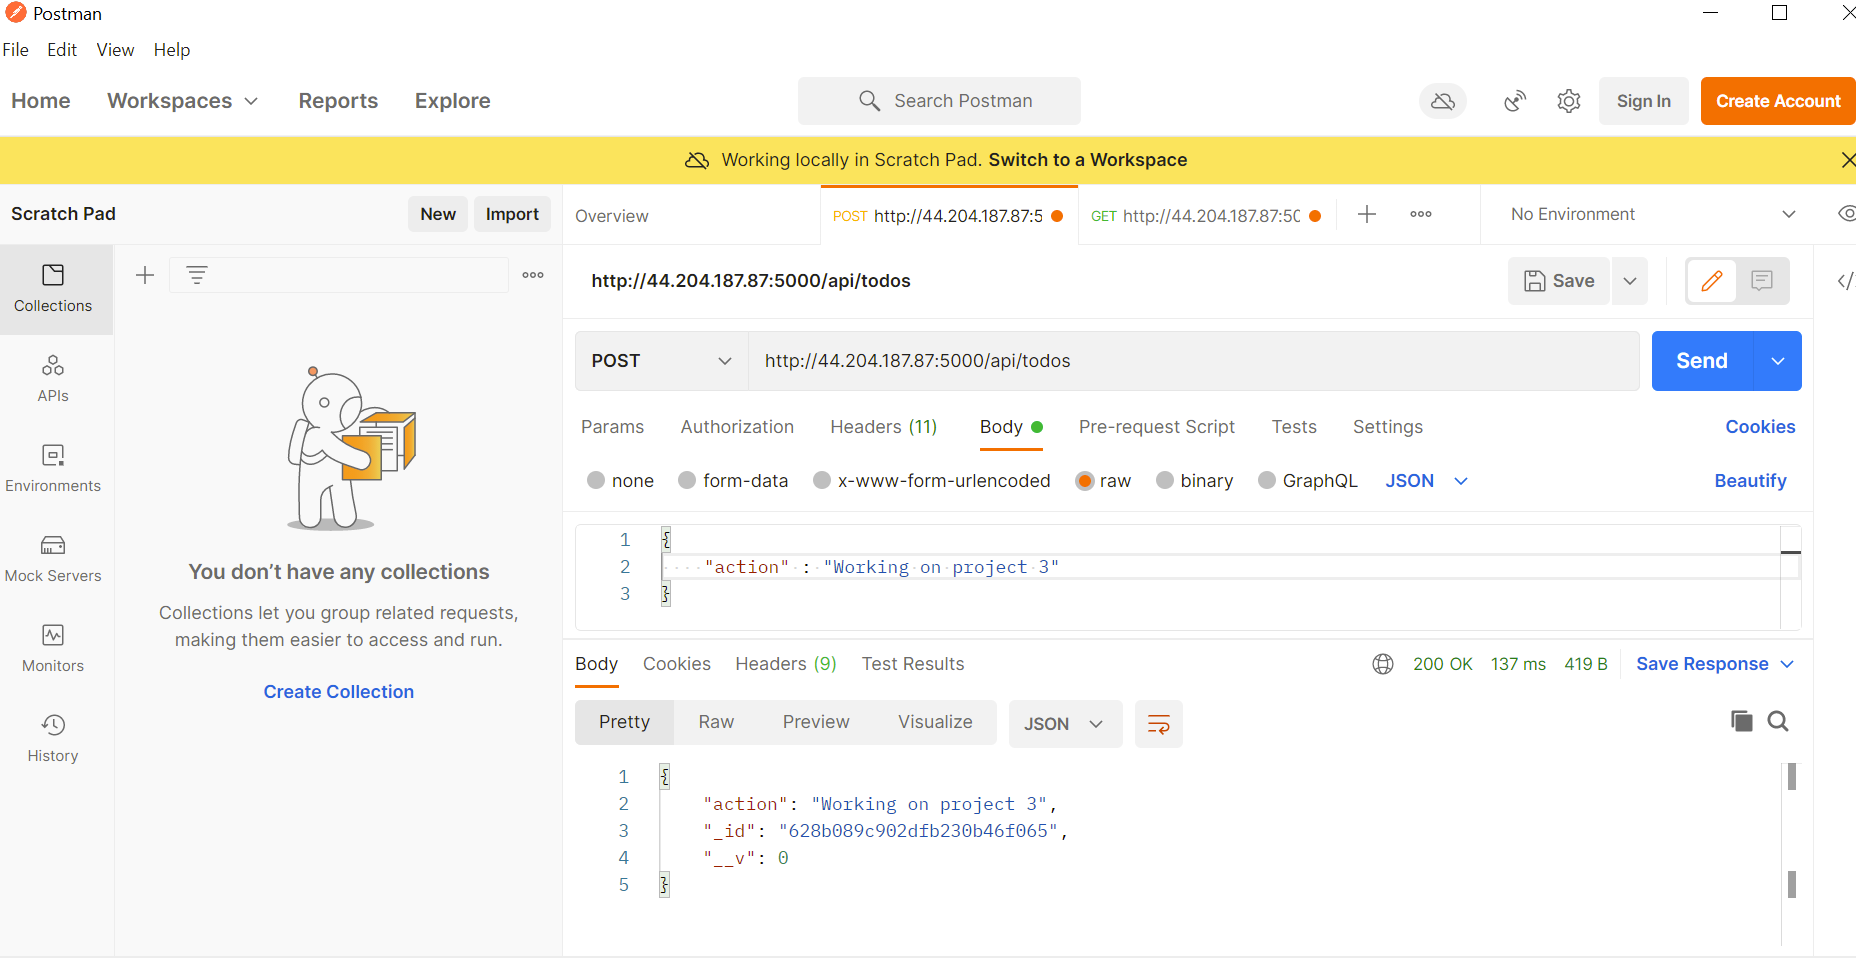 Postman
File Edit View Help
Home Workspaces Reports Explore Search Postman Sign In Create Account
Working locally in Scratch Pad. Switch to a Workspace
Scratch Pad New Import Overview POST http://44.204.187.87:5 GET http://44.204.187.87:50 No Environment
Collections
APIs
Environments
Mock Servers
Monitors
History
You don’t have any collections
Collections let you group related requests,
making them easier to access and run.
Create Collection
http://44.204.187.87:5000/api/todos Save
POST http://44.204.187.87:5000/api/todos Send
Params Authorization Headers (11) Body Pre-request Script Tests Settings Cookies
none form-data x-www-form-urlencoded raw binary GraphQL JSON Beautify
1 {
2 "action" : "Working on project 3"
3 }
Body Cookies Headers (9) Test Results 200 OK 137 ms 419 B Save Response
Pretty Raw Preview Visualize JSON
1 {
2 "action": "Working on project 3",
3 "_id": "628b089c902dfb230b46f065",
4 "__v": 0
5 }